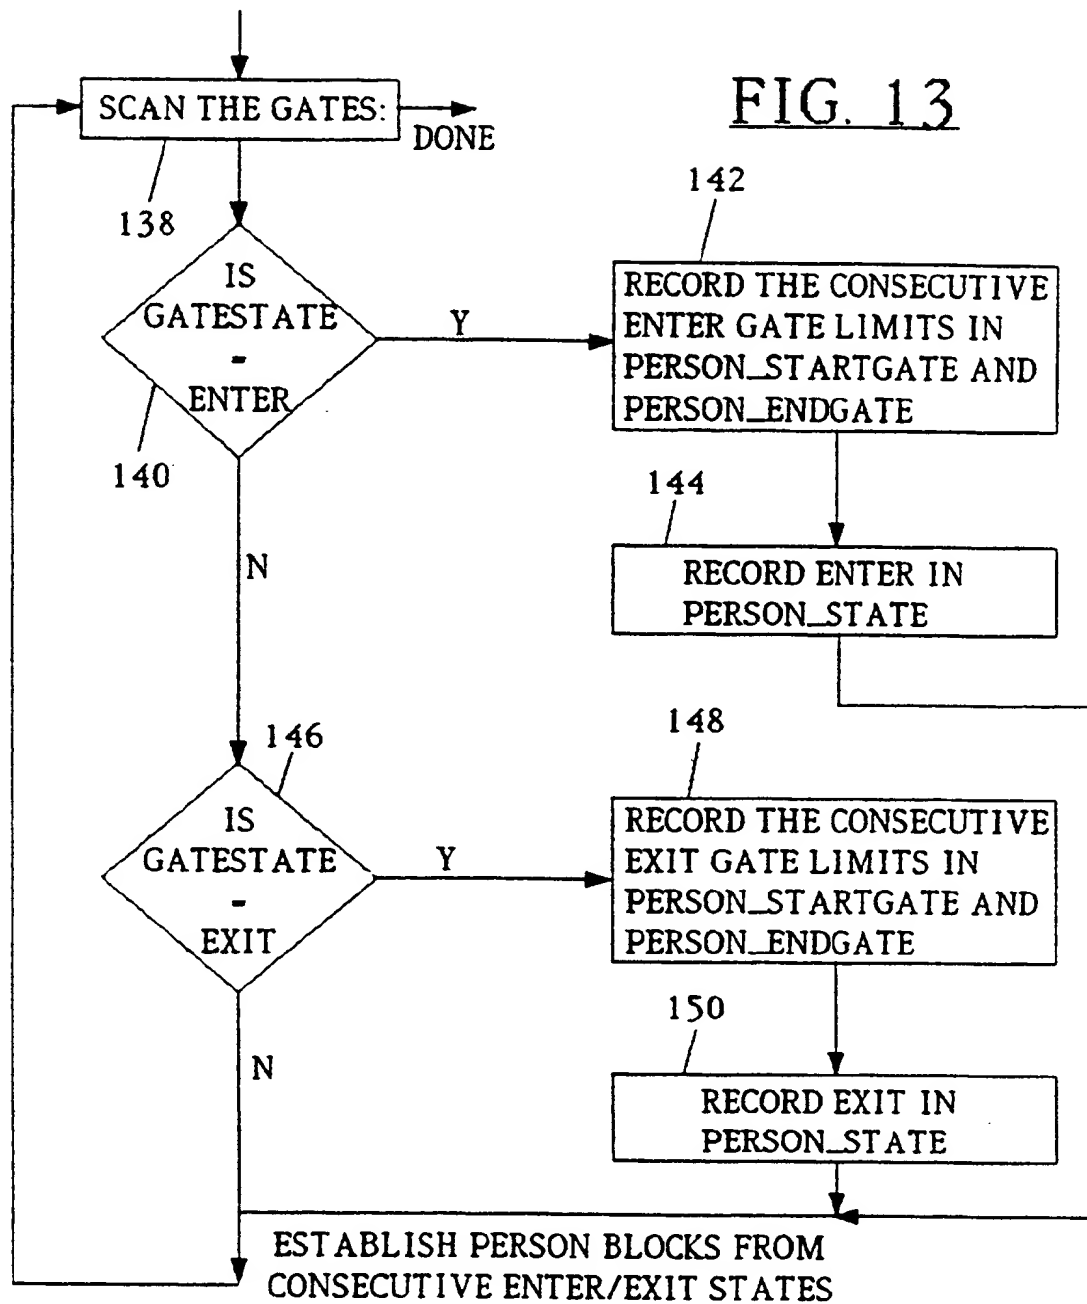 FIG. 13
SCAN THE GATES:
DONE
138
IS
GATESTATE
-
ENTER
140
Y
142
RECORD THE CONSECUTIVE
ENTER GATE LIMITS IN
PERSON_STARTGATE AND
PERSON_ENDGATE
144
RECORD ENTER IN
PERSON_STATE
N
146
IS
GATESTATE
-
EXIT
Y
148
RECORD THE CONSECUTIVE
EXIT GATE LIMITS IN
PERSON_STARTGATE AND
PERSON_ENDGATE
150
RECORD EXIT IN
PERSON_STATE
N
ESTABLISH PERSON BLOCKS FROM
CONSECUTIVE ENTER/EXIT STATES